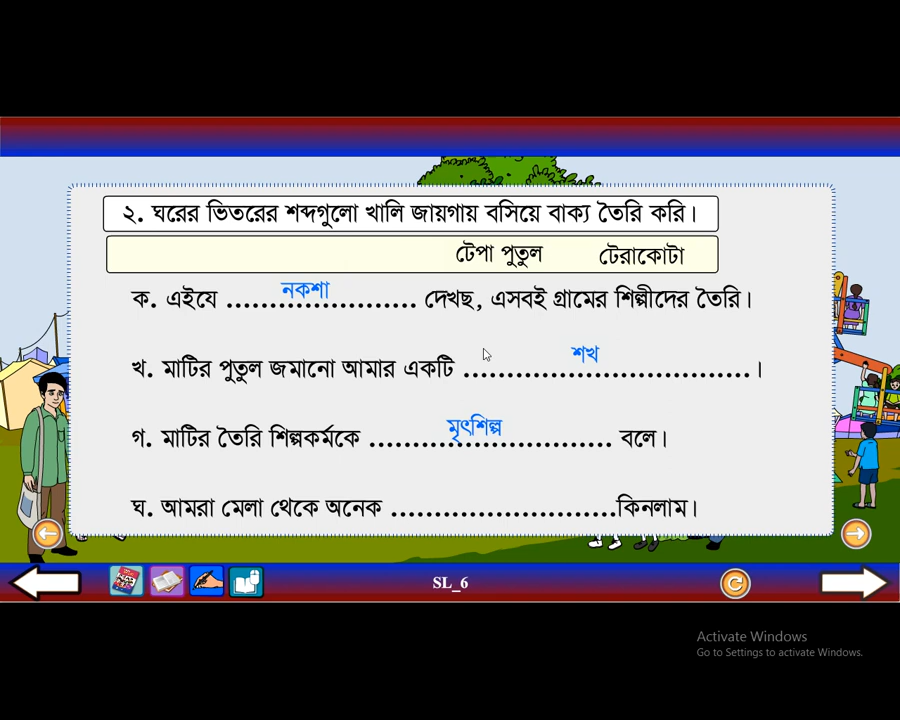 ২. ঘরের ভিতরের শব্দগুলো খালি জায়গায় বসিয়ে বাক্য তৈরি করি।
টেপা পুতুল টেরাকোটা
ক. এইযে ......নকশা...... দেখছ, এসবই গ্রামের শিল্পীদের তৈরি।
খ. মাটির পুতুল জমানো আমার একটি ......শখ...... ।
গ. মাটির তৈরি শিল্পকর্মকে ......মৃৎশিল্প...... বলে।
ঘ. আমরা মেলা থেকে অনেক ..........................কিনলাম।
SL_6
Activate Windows
Go to Settings to activate Windows.